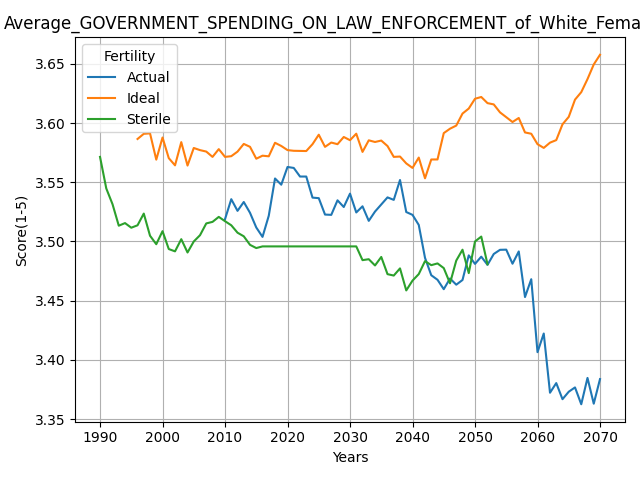 Average_GOVERNMENT_SPENDING_ON_LAW_ENFORCEMENT_of_White_Fema
Fertility
Actual
Ideal
Sterile
Score(1-5)
3.65
3.60
3.55
3.50
3.45
3.40
3.35
1990 2000 2010 2020 2030 2040 2050 2060 2070
Years